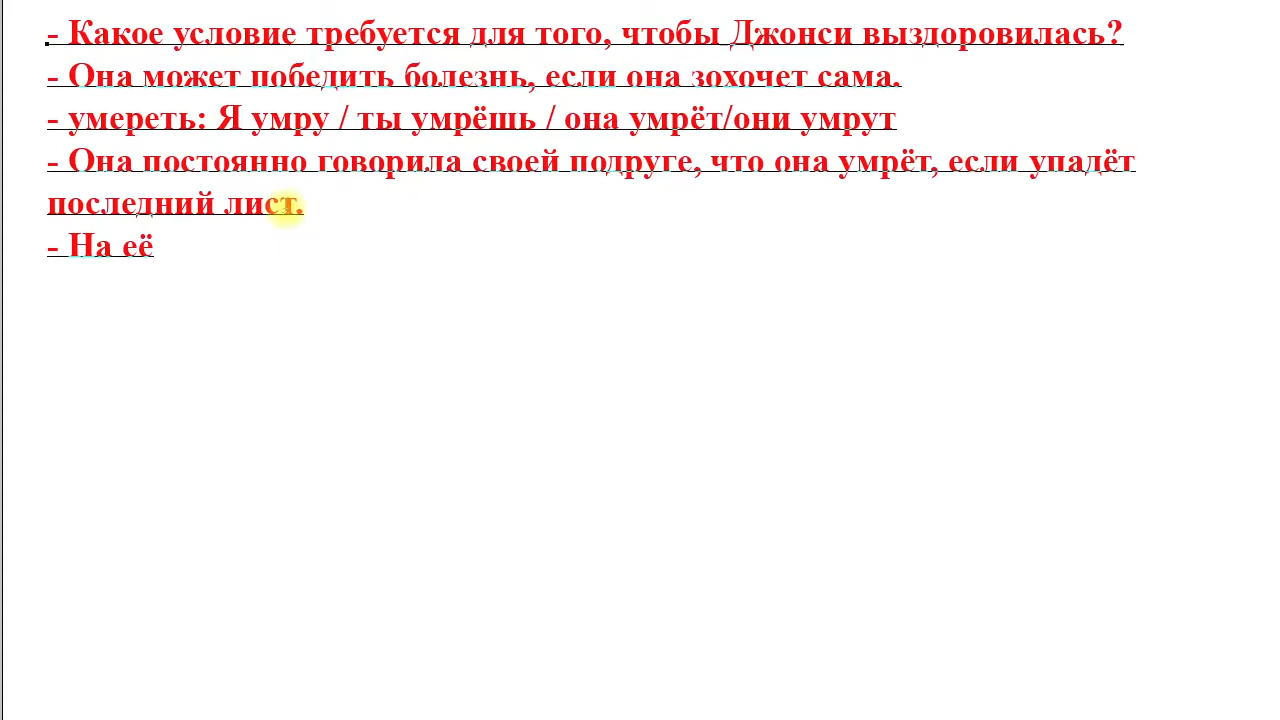 - Какое условие требуется для того, чтобы Джонси выздоровилась?
- Она может победить болезнь, если она зохочет сама.
- умереть: Я умру / ты умрёшь / она умрёт/они умрут
- Она постоянно говорила своей подруге, что она умрёт, если упадёт
последний лист.
- На её